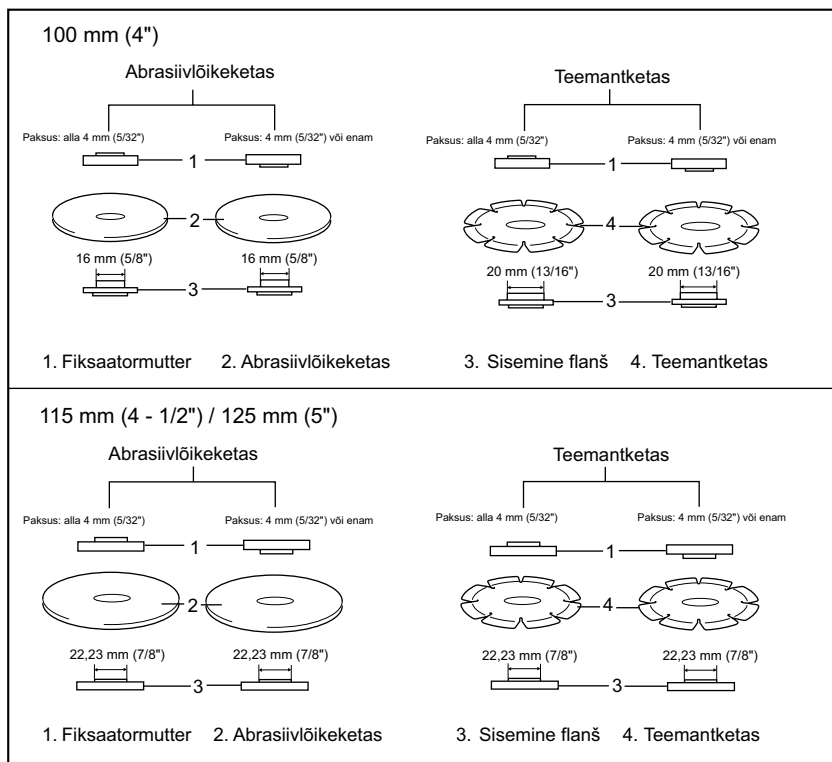 100 mm (4")
Abrasiivlõikeketas
Teemantketas
Paksus: alla 4 mm (5/32")
Paksus: 4 mm (5/32") või enam
Paksus: alla 4 mm (5/32")
Paksus: 4 mm (5/32") või enam
1
1
2
4
16 mm (5/8")
16 mm (5/8")
20 mm (13/16")
20 mm (13/16")
3
3
1. Fiksaatormutter 2. Abrasiivlõikeketas 3. Sisemine flanš 4. Teemantketas
115 mm (4 - 1/2") / 125 mm (5")
Abrasiivlõikeketas
Teemantketas
Paksus: alla 4 mm (5/32")
Paksus: 4 mm (5/32") või enam
Paksus: alla 4 mm (5/32")
Paksus: 4 mm (5/32") või enam
1
1
2
4
22,23 mm (7/8")
22,23 mm (7/8")
22,23 mm (7/8")
22,23 mm (7/8")
3
3
1. Fiksaatormutter 2. Abrasiivlõikeketas 3. Sisemine flanš 4. Teemantketas